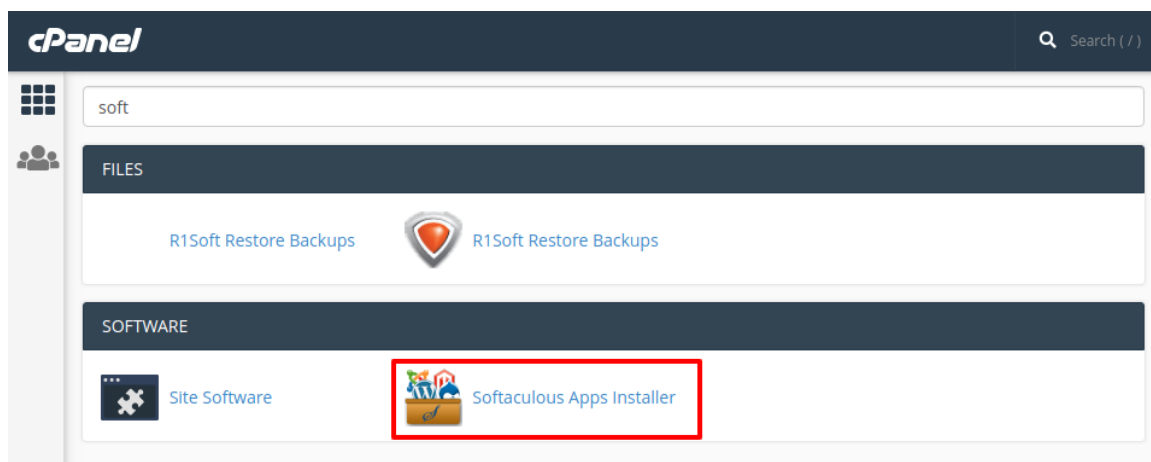 cPanel
Search ( / )
soft
FILES
R1Soft Restore Backups
R1Soft Restore Backups
SOFTWARE
Site Software
Softaculous Apps Installer